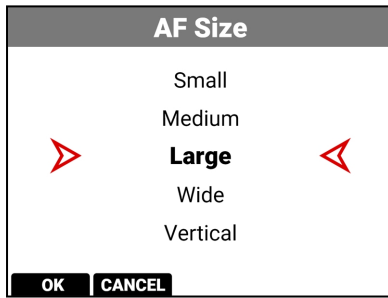 AF Size
Small
Medium
Large
Wide
Vertical
OK CANCEL